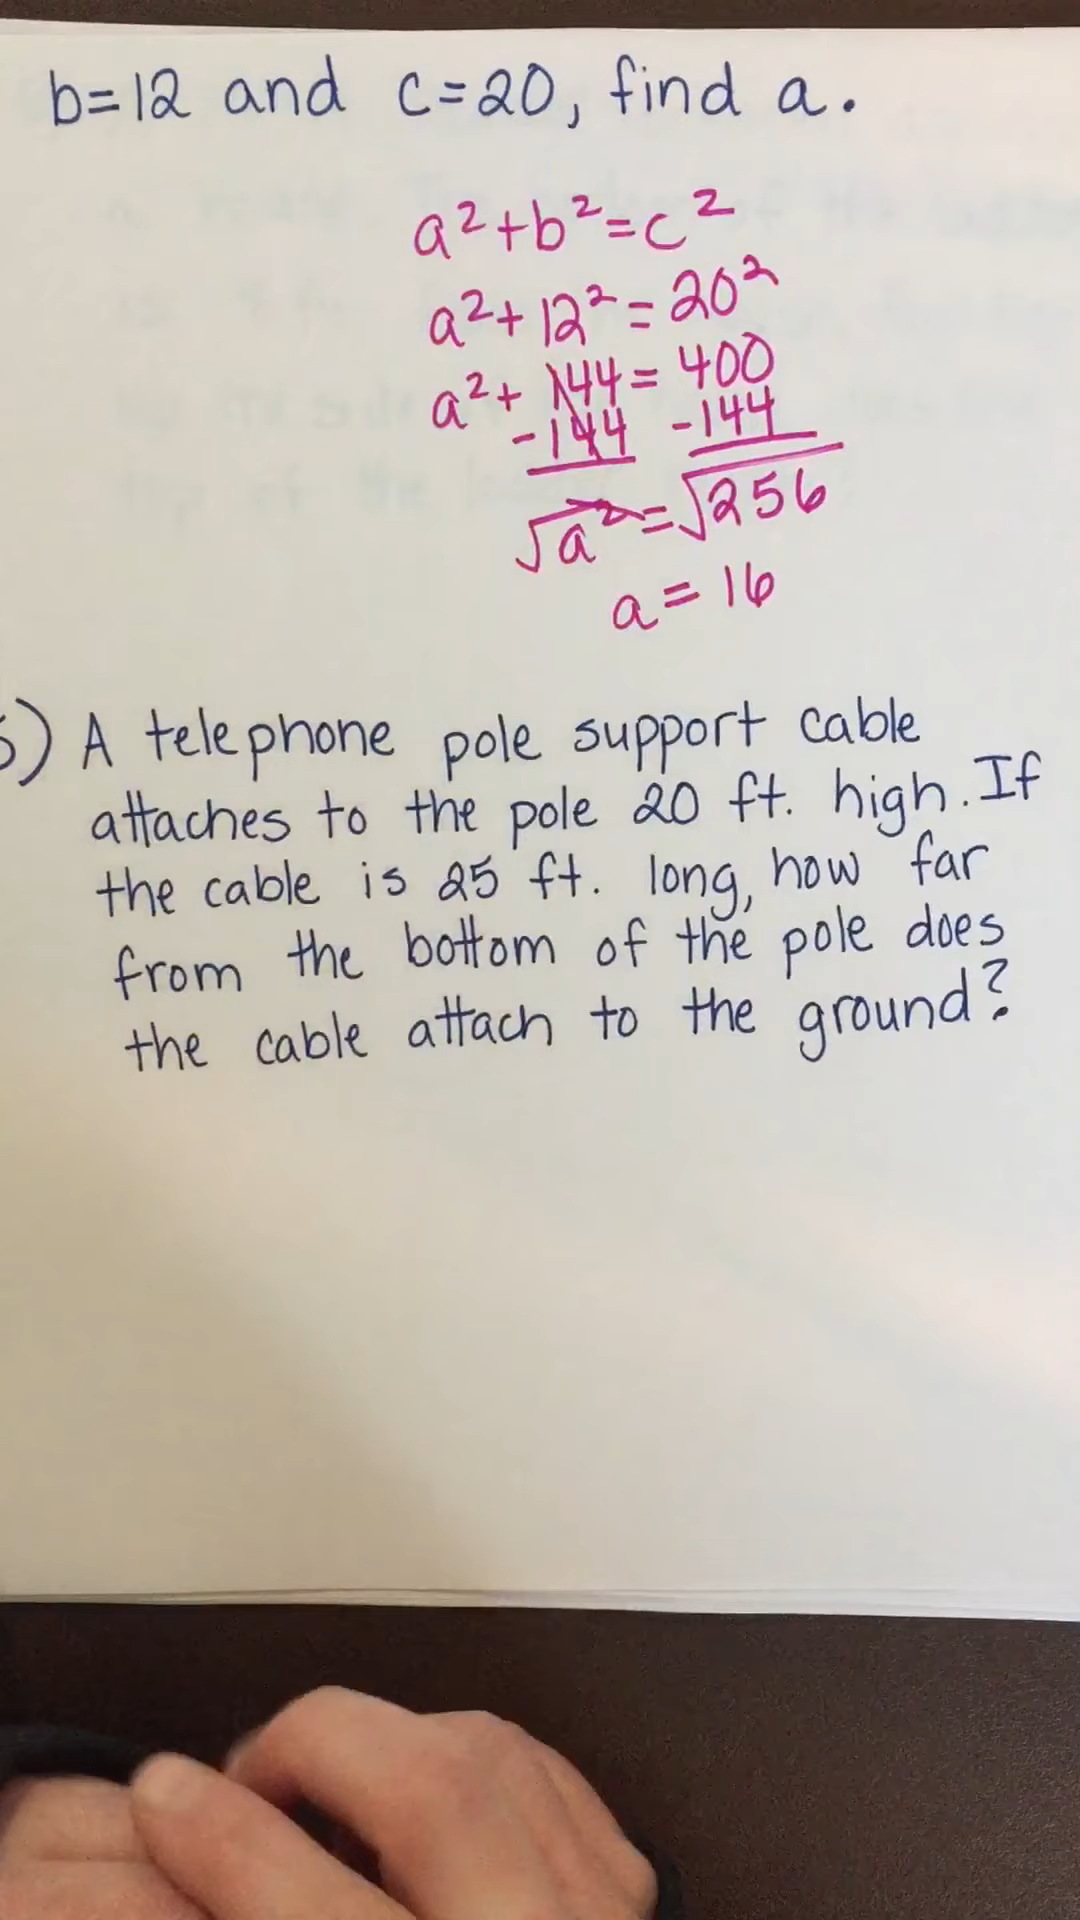 b=12 and c=20, find a.
a²+b²=c²
a²+12²=20²
a²+144=400
-144 -144
√a²=√256
a=16
5) A telephone pole support cable
attaches to the pole 20 ft. high. If
the cable is 25 ft. long, how far
from the bottom of the pole does
the cable attach to the ground?